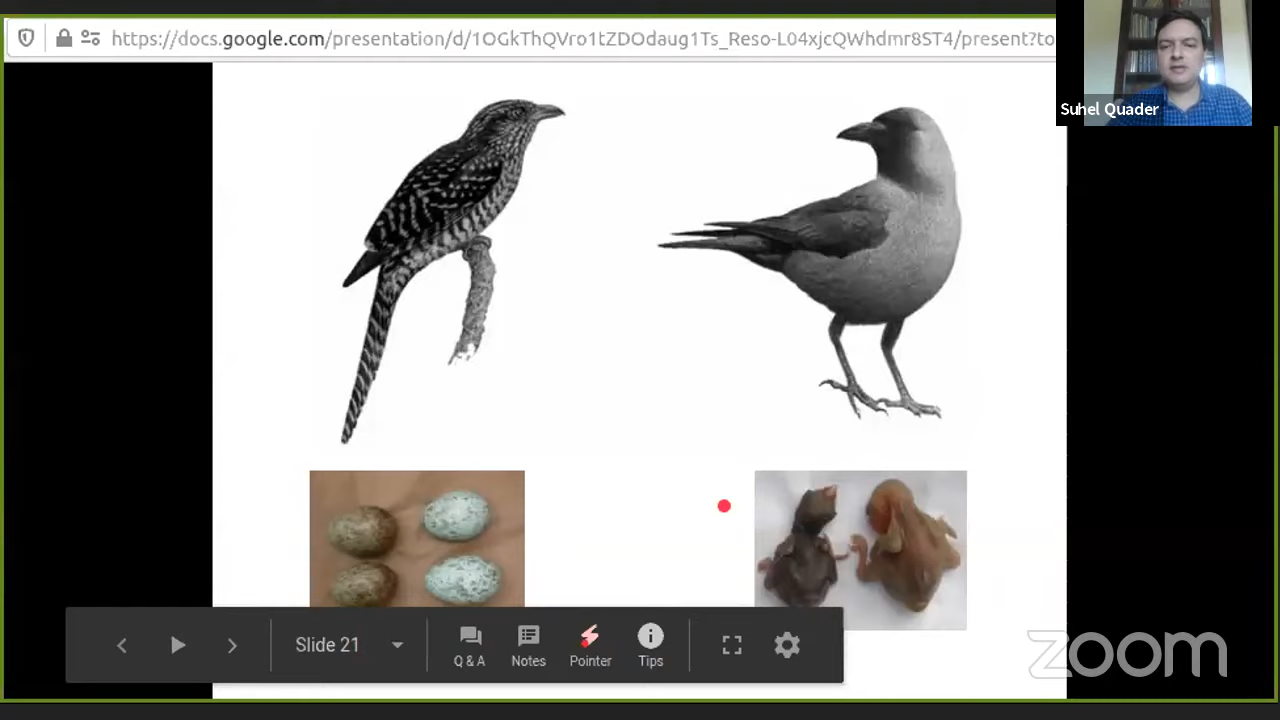 https://docs.google.com/presentation/d/1OGkThQVro1tZDOdaug1Ts_Reso-L04xjcQWhdmr8ST4/present?to
Suhel Quader
Slide 21
Q & A
Notes
Pointer
Tips
zoom